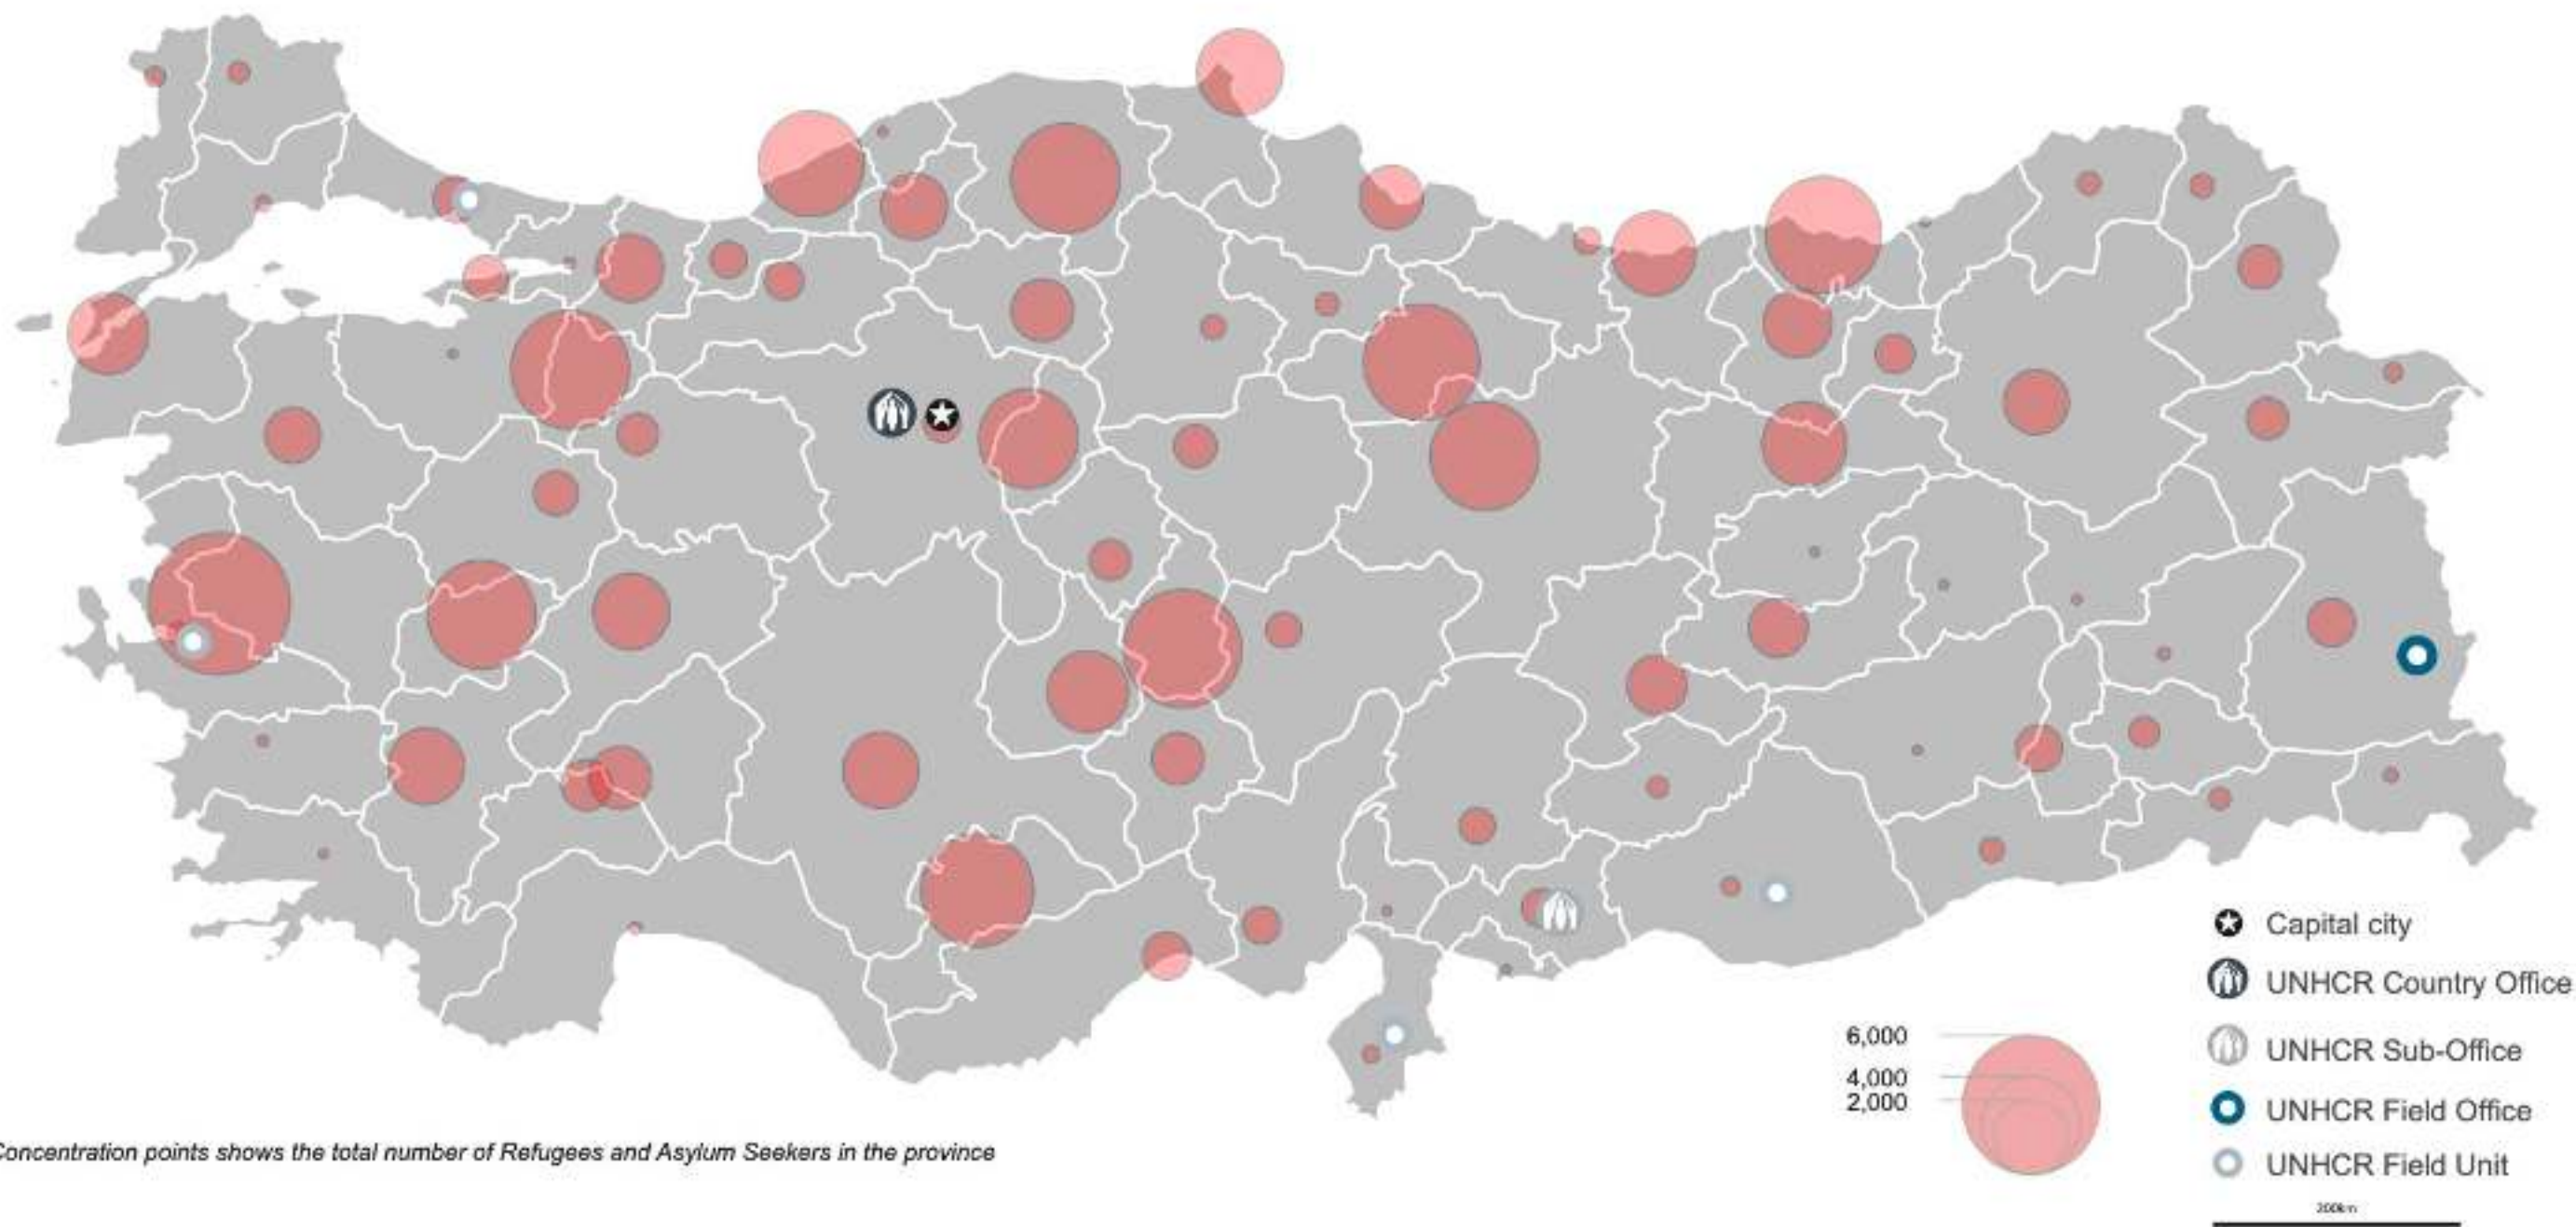 Capital city
UNHCR Country Office
UNHCR Sub-Office
UNHCR Field Office
UNHCR Field Unit
6,000
4,000
2,000
200km
Concentration points shows the total number of Refugees and Asylum Seekers in the province